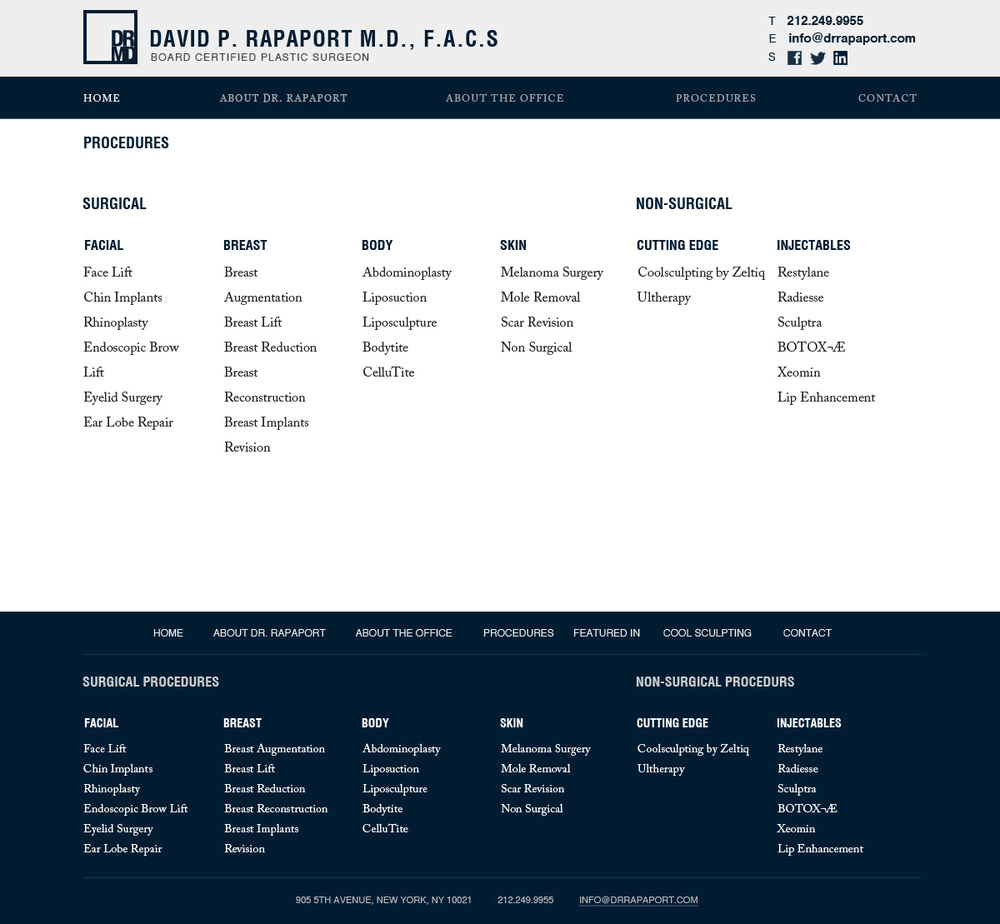 DR
MD
DAVID P. RAPAPORT M.D., F.A.C.S
BOARD CERTIFIED PLASTIC SURGEON
T 212.249.9955
E info@drrapaport.com
S
HOME ABOUT DR. RAPAPORT ABOUT THE OFFICE PROCEDURES CONTACT
PROCEDURES
SURGICAL
FACIAL
Face Lift
Chin Implants
Rhinoplasty
Endoscopic Brow
Lift
Eyelid Surgery
Ear Lobe Repair
BREAST
Breast
Augmentation
Breast Lift
Breast Reduction
Breast
Reconstruction
Breast Implants
Revision
BODY
Abdominoplasty
Liposuction
Liposculpture
Bodytite
CelluTite
SKIN
Melanoma Surgery
Mole Removal
Scar Revision
Non Surgical
NON-SURGICAL
CUTTING EDGE
Coolsculpting by Zeltiq
Ultherapy
INJECTABLES
Restylane
Radiesse
Sculptra
BOTOX¬Æ
Xeomin
Lip Enhancement
HOME ABOUT DR. RAPAPORT ABOUT THE OFFICE PROCEDURES FEATURED IN COOL SCULPTING CONTACT
SURGICAL PROCEDURES
FACIAL
Face Lift
Chin Implants
Rhinoplasty
Endoscopic Brow Lift
Eyelid Surgery
Ear Lobe Repair
BREAST
Breast Augmentation
Breast Lift
Breast Reduction
Breast Reconstruction
Breast Implants
Revision
BODY
Abdominoplasty
Liposuction
Liposculpture
Bodytite
CelluTite
SKIN
Melanoma Surgery
Mole Removal
Scar Revision
Non Surgical
NON-SURGICAL PROCEDURS
CUTTING EDGE
Coolsculpting by Zeltiq
Ultherapy
INJECTABLES
Restylane
Radiesse
Sculptra
BOTOX¬Æ
Xeomin
Lip Enhancement
905 5TH AVENUE, NEW YORK, NY 10021 212.249.9955 INFO@DRRAPAPORT.COM